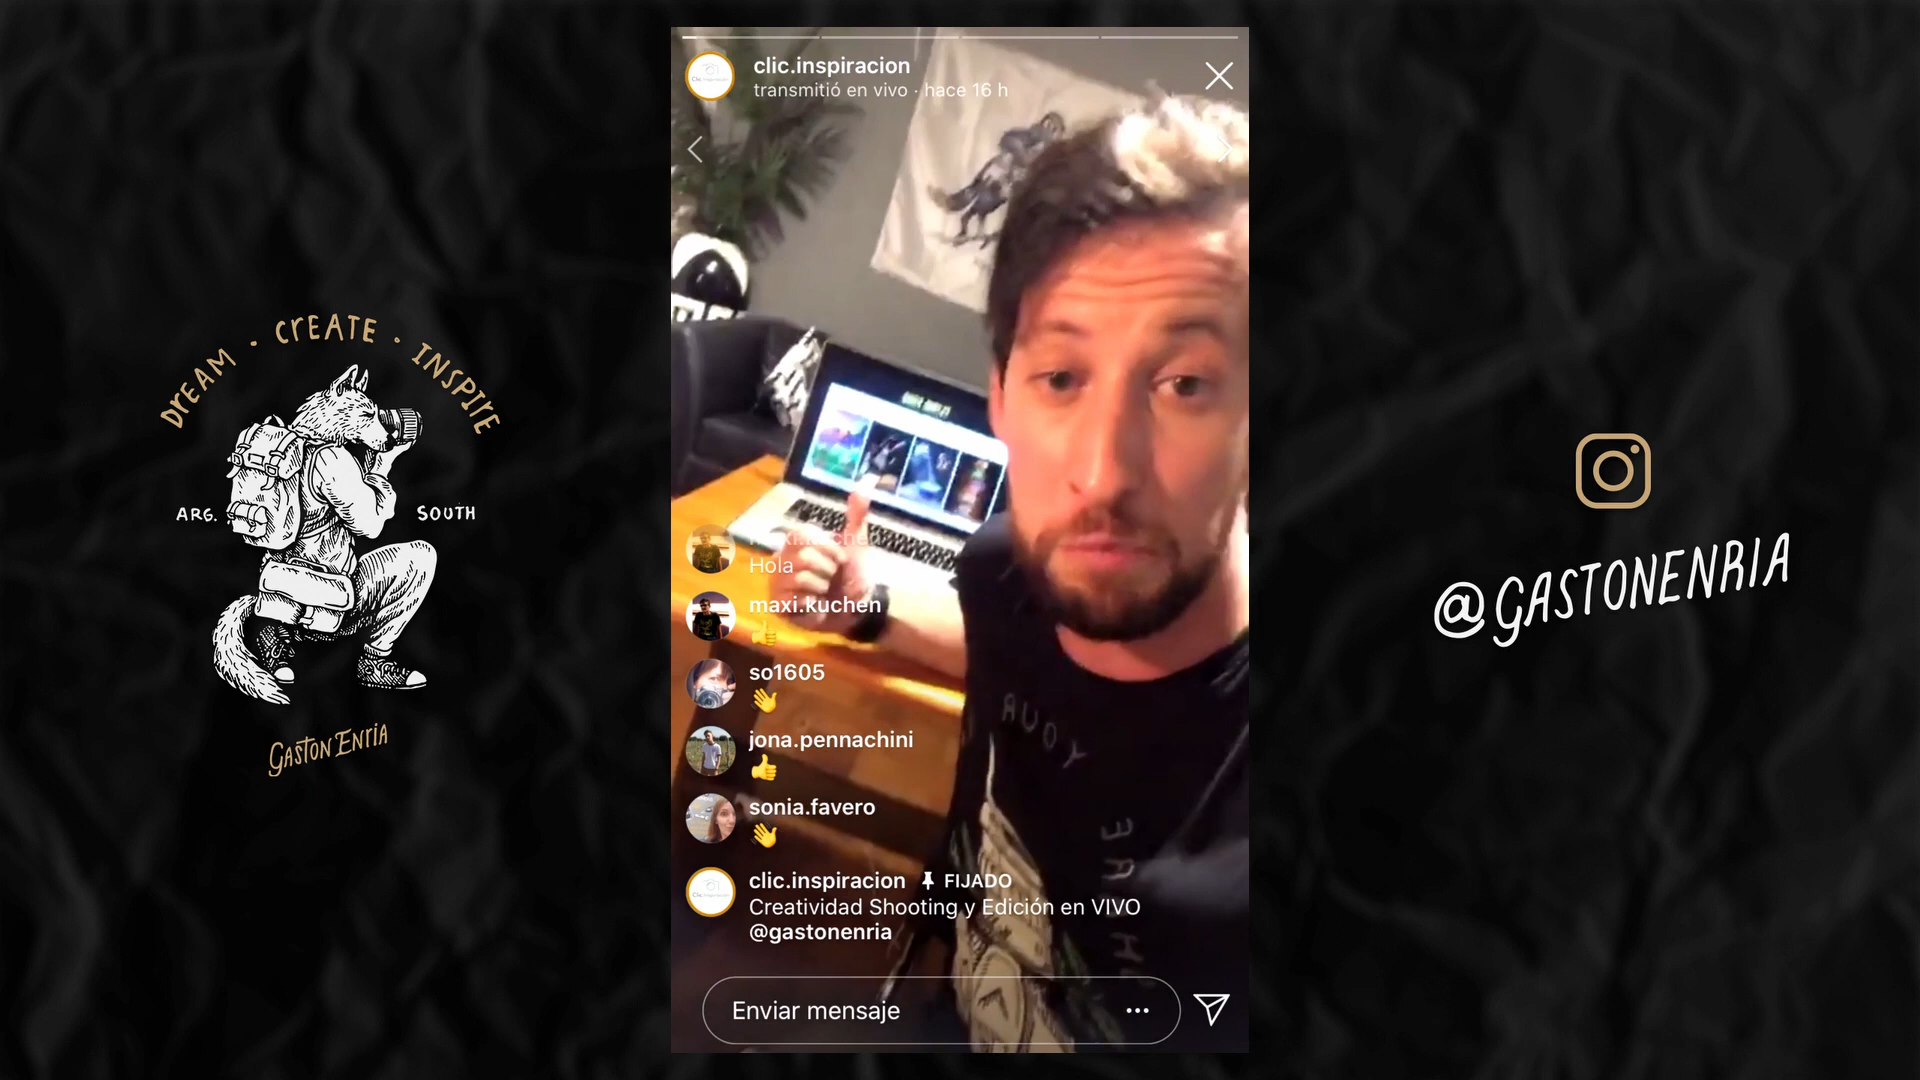 DREAM · CREATE · INSPIRE
ARG. SOUTH
GASTON ENRIA
clic.inspiracion
transmitió en vivo · hace 16 h
Hola
maxi.kuchen
👍
so1605
👋
jona.pennachini
👍
sonia.favero
👋
clic.inspiracion FIJADO
Creatividad Shooting y Edición en VIVO
@gastonenria
Enviar mensaje
@GASTONENRIA